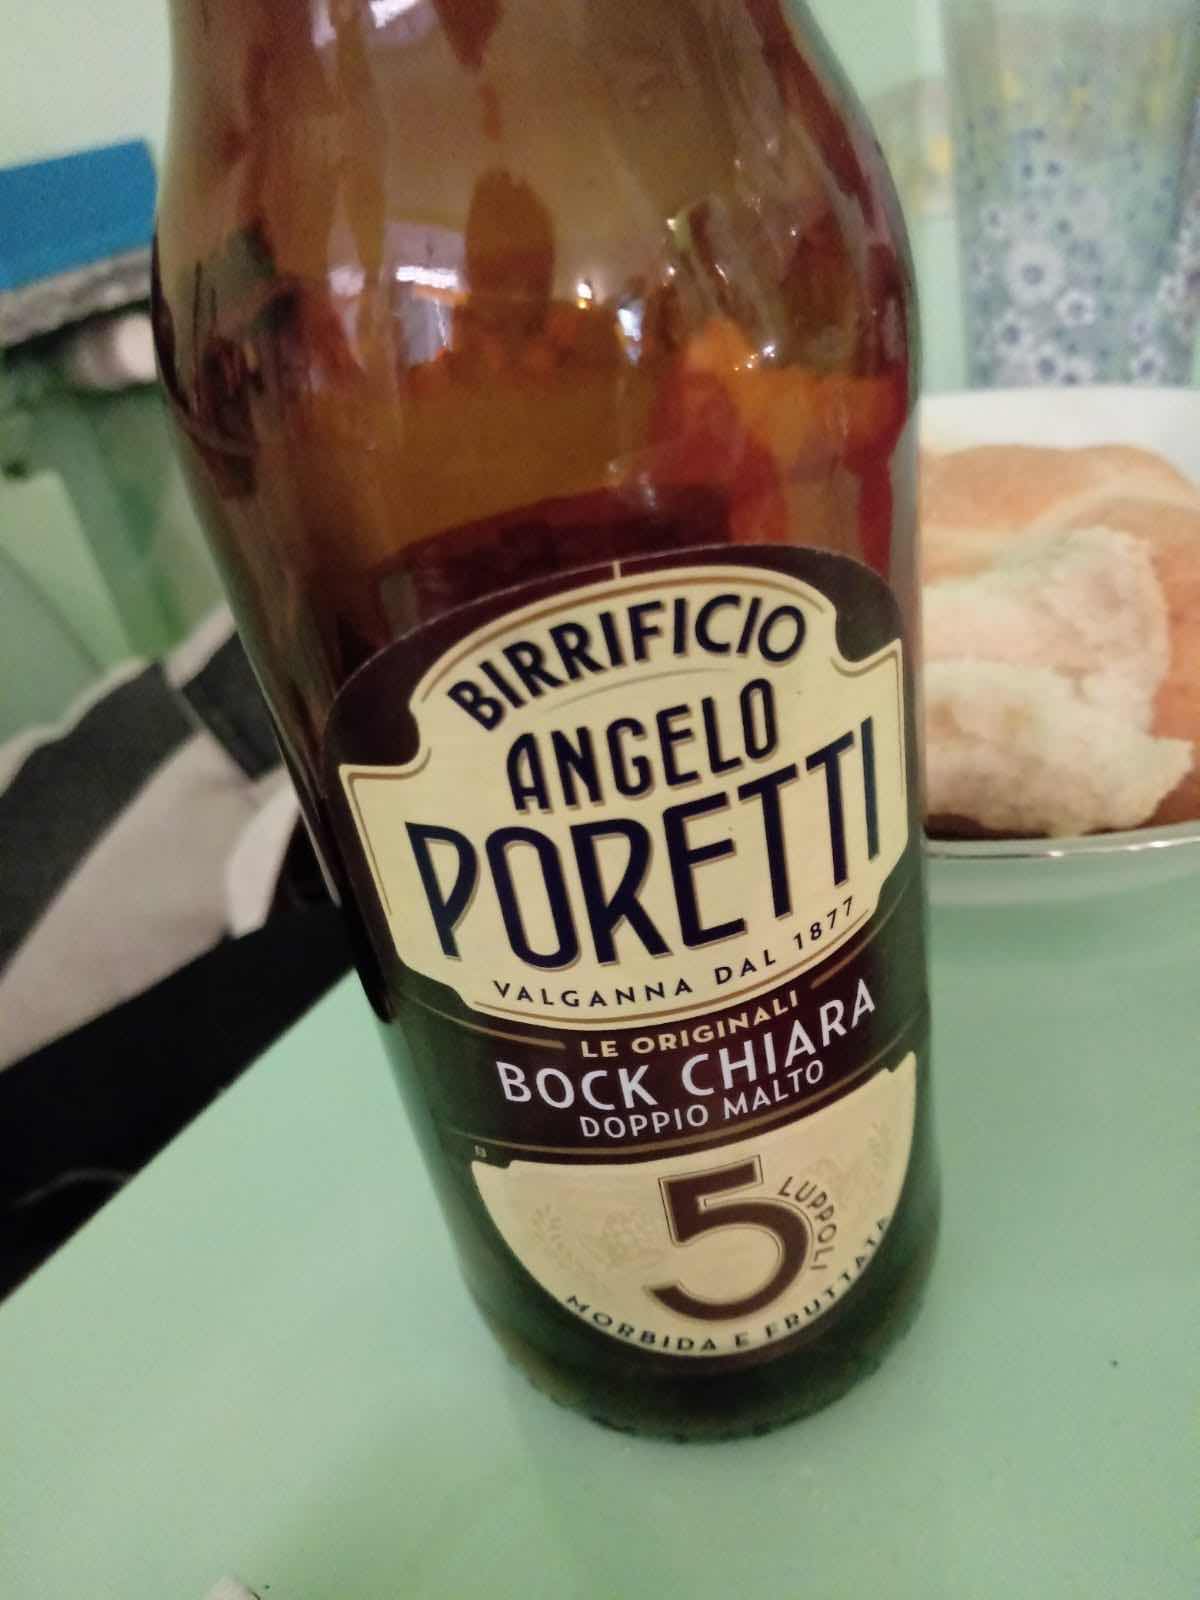 BIRRIFICIO
ANGELO
PORETTI
VALGANNA DAL 1877
LE ORIGINALI
BOCK CHIARA
DOPPIO MALTO
5
LUPPOLI
MORBIDA E FRUTTATA